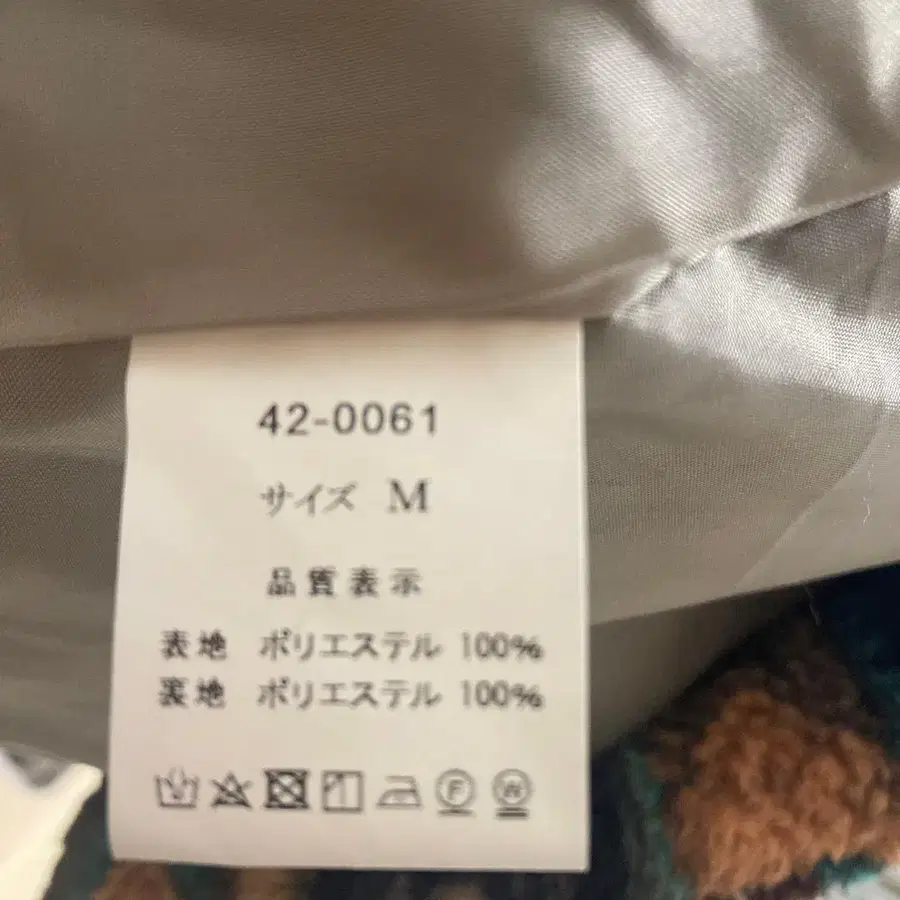 42-0061
サイズ M
品質表示
表地 ポリエステル 100%
裏地 ポリエステル 100%
F W